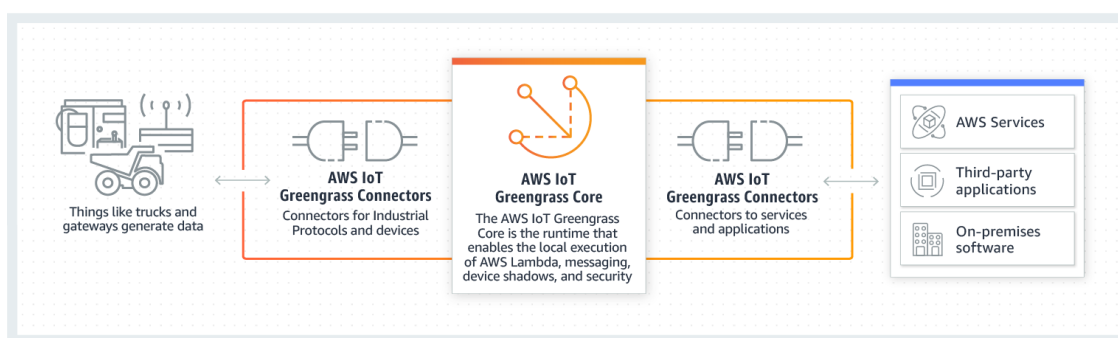 Things like trucks and
gateways generate data
AWS IoT
Greengrass Connectors
Connectors for Industrial
Protocols and devices
AWS IoT
Greengrass Core
The AWS IoT Greengrass
Core is the runtime that
enables the local execution
of AWS Lambda, messaging,
device shadows, and security
AWS IoT
Greengrass Connectors
Connectors to services
and applications
AWS Services
Third-party
applications
On-premises
software